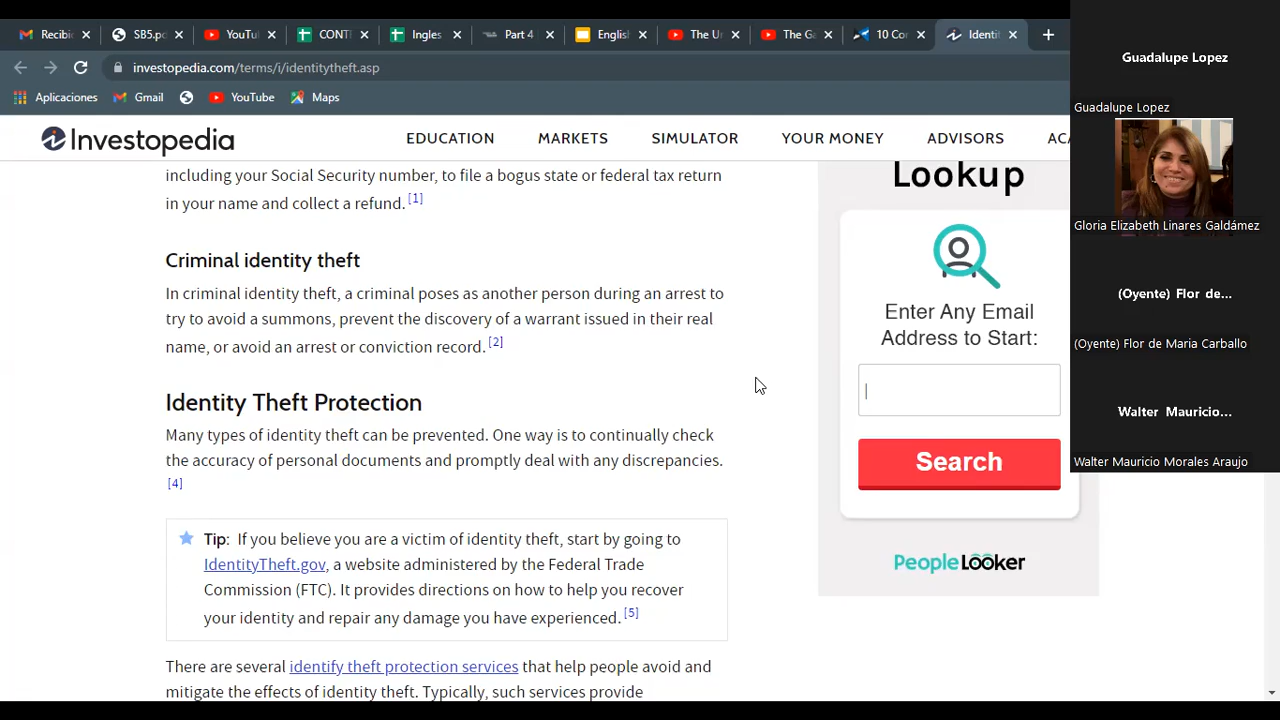 Recibic
SB5.pd
YouTu
CONTI
Ingles
Part 4
English
The Ur
The Ga
10 Cor
Identi
investopedia.com/terms/i/identitytheft.asp
Aplicaciones
Gmail
YouTube
Maps
Investopedia
EDUCATION
MARKETS
SIMULATOR
YOUR MONEY
ADVISORS
ACA
including your Social Security number, to file a bogus state or federal tax return
in your name and collect a refund. [1]
Criminal identity theft
In criminal identity theft, a criminal poses as another person during an arrest to
try to avoid a summons, prevent the discovery of a warrant issued in their real
name, or avoid an arrest or conviction record. [2]
Identity Theft Protection
Many types of identity theft can be prevented. One way is to continually check
the accuracy of personal documents and promptly deal with any discrepancies.
[4]
Tip: If you believe you are a victim of identity theft, start by going to
IdentityTheft.gov, a website administered by the Federal Trade
Commission (FTC). It provides directions on how to help you recover
your identity and repair any damage you have experienced. [5]
There are several identify theft protection services that help people avoid and
mitigate the effects of identity theft. Typically, such services provide
Lookup
Enter Any Email
Address to Start:
Search
PeopleLooker
Guadalupe Lopez
Guadalupe Lopez
Gloria Elizabeth Linares Galdámez
(Oyente) Flor de...
(Oyente) Flor de Maria Carballo
Walter Mauricio...
Walter Mauricio Morales Araujo